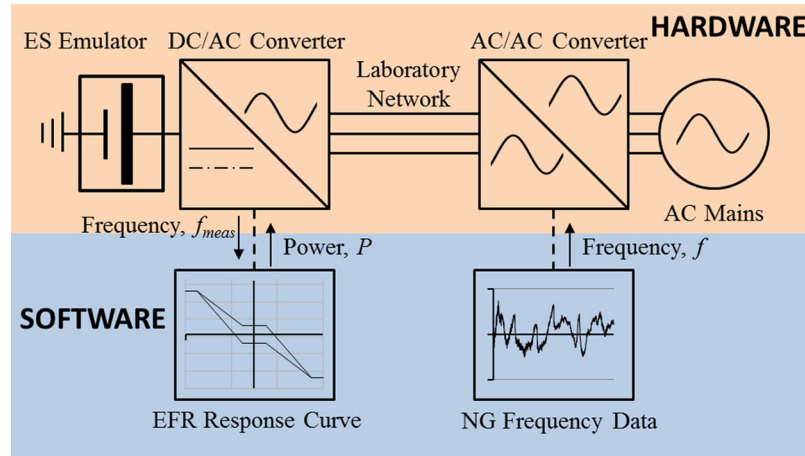 HARDWARE
ES Emulator
DC/AC Converter
AC/AC Converter
Laboratory
Network
AC Mains
Frequency, fmeas
Power, P
Frequency, f
SOFTWARE
EFR Response Curve
NG Frequency Data